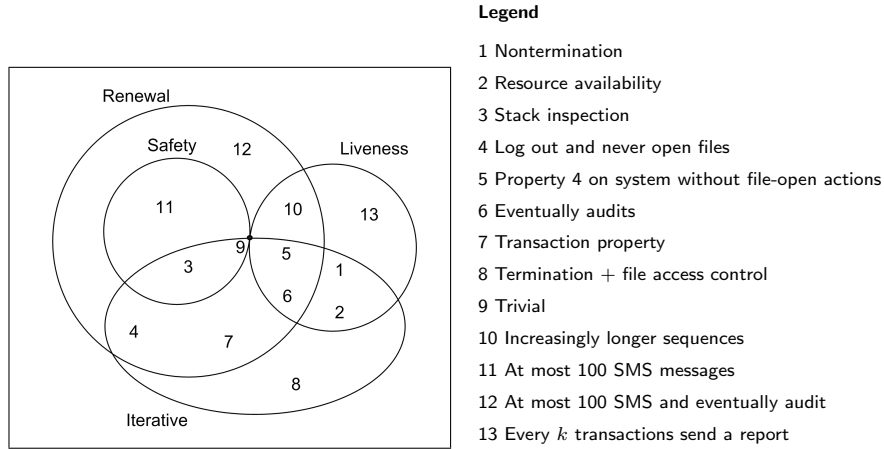 Legend
1 Nontermination
2 Resource availability
3 Stack inspection
4 Log out and never open files
5 Property 4 on system without file-open actions
6 Eventually audits
7 Transaction property
8 Termination + file access control
9 Trivial
10 Increasingly longer sequences
11 At most 100 SMS messages
12 At most 100 SMS and eventually audit
13 Every k transactions send a report
Renewal
Safety
12
Liveness
11
10
13
9
5
3
1
6
2
4
7
8
Iterative